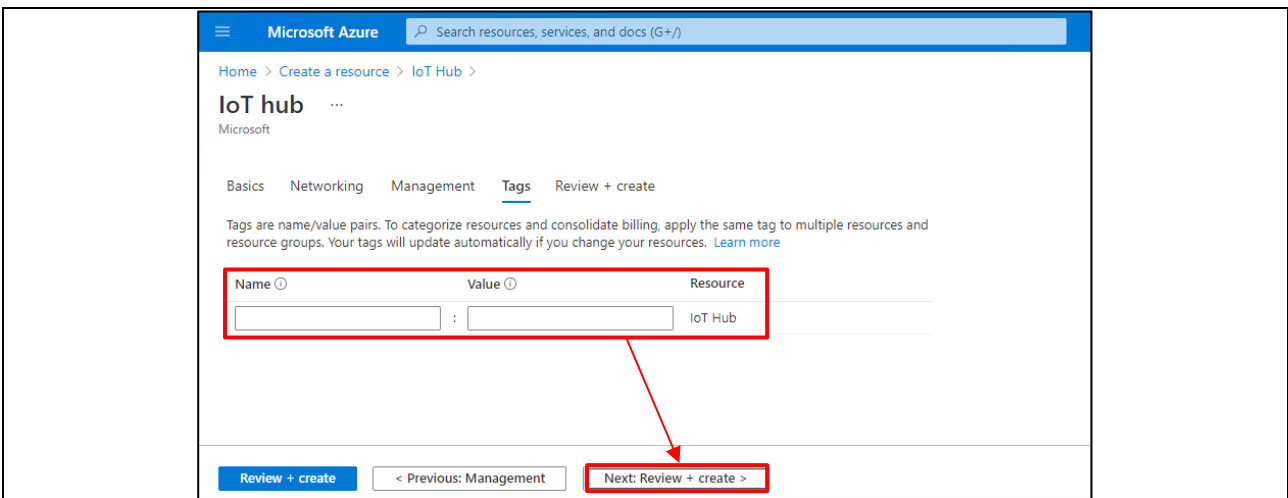 Microsoft Azure
Search resources, services, and docs (G+/)
Home > Create a resource > IoT Hub >
IoT hub ...
Microsoft
Basics Networking Management Tags Review + create
Tags are name/value pairs. To categorize resources and consolidate billing, apply the same tag to multiple resources and
resource groups. Your tags will update automatically if you change your resources. Learn more
Name Value Resource
: IoT Hub
Review + create < Previous: Management Next: Review + create >